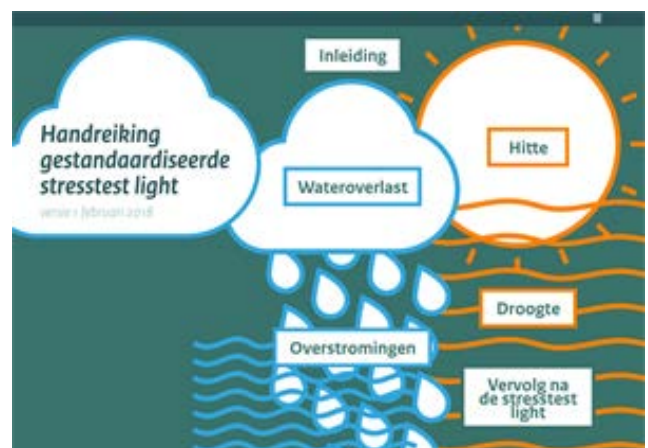 Handreiking
gestandaardiseerde
stresstest light
versie 1 februari 2018
Inleiding
Hitte
Wateroverlast
Droogte
Overstromingen
Vervolg na
de stresstest
light